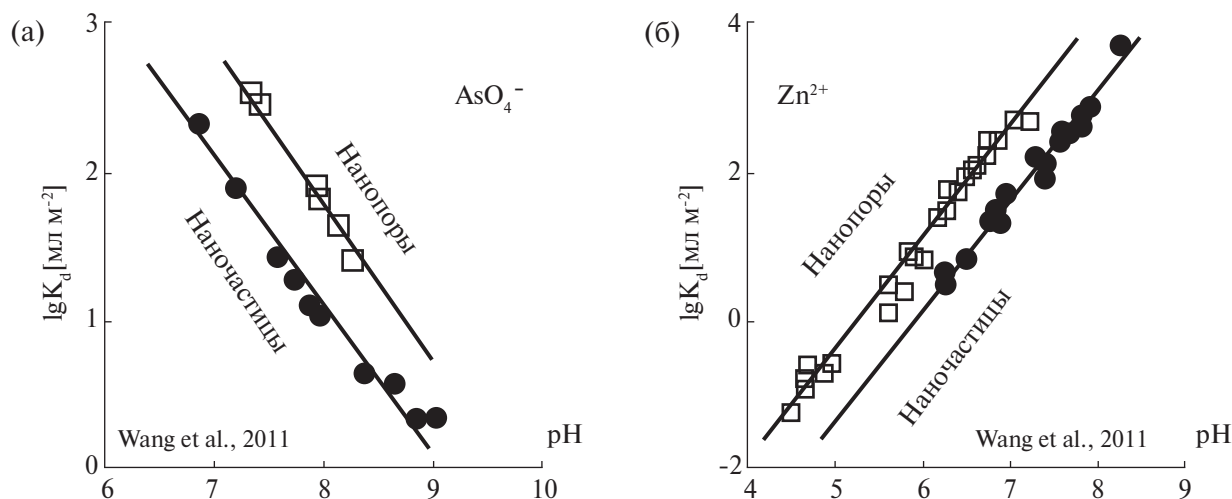 (а)
3
2
1
0
lgK_d [мл м⁻²]
AsO₄⁻
Нанопоры
Наночастицы
Wang et al., 2011
pH
6 7 8 9 10
(б)
4
2
0
-2
lgK_d [мл м⁻²]
Zn²⁺
Нанопоры
Наночастицы
Wang et al., 2011
pH
4 5 6 7 8 9